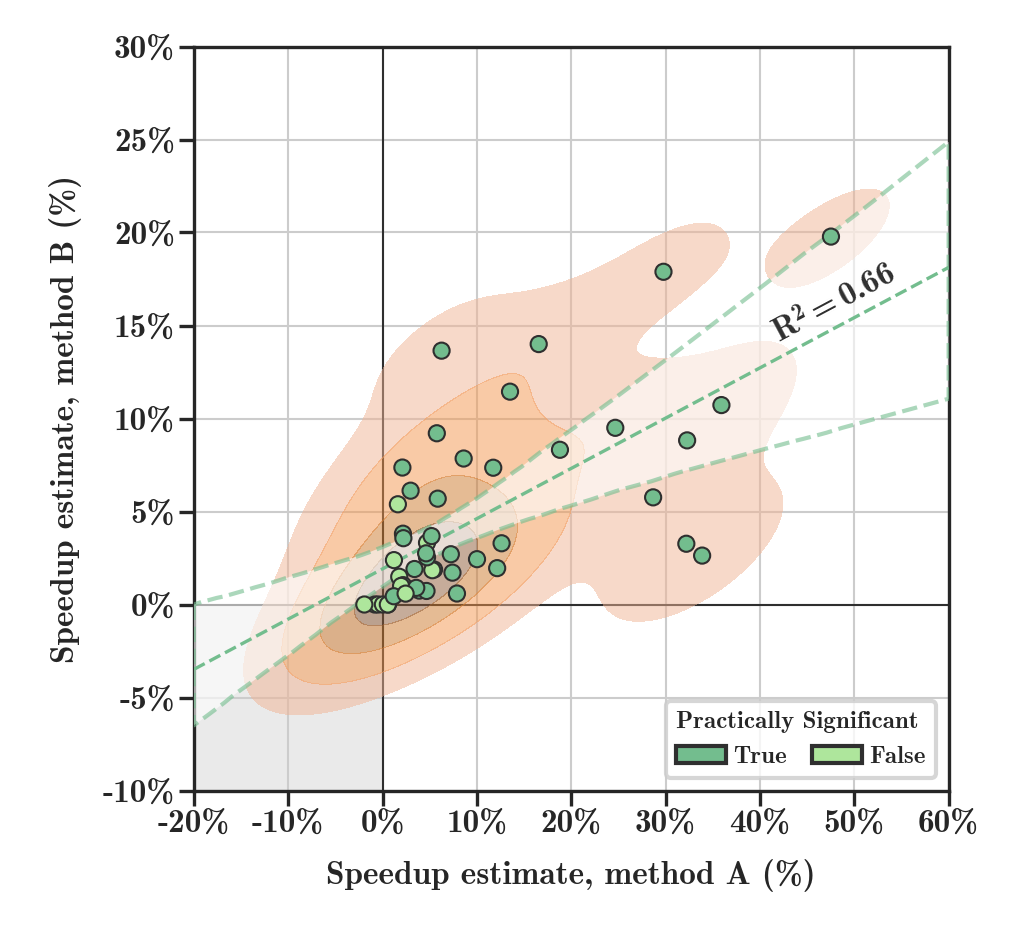 30%
25%
20%
15%
10%
5%
0%
-5%
-10%
-20% -10% 0% 10% 20% 30% 40% 50% 60%
Speedup estimate, method B (%)
Speedup estimate, method A (%)
R² = 0.66
Practically Significant
True False